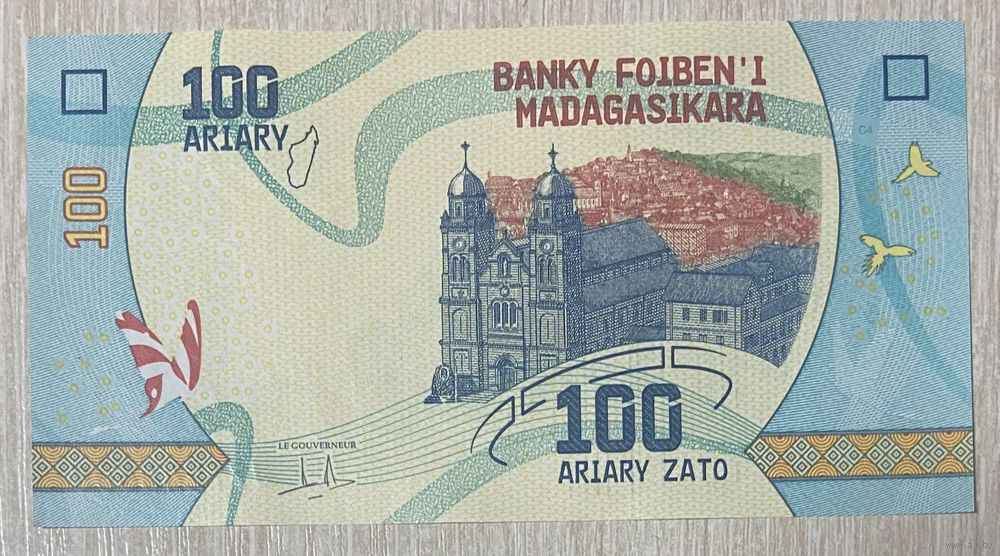 100
ARIARY
BANKY FOIBEN'I
MADAGASIKARA
100
C4
LE GOUVERNEUR
100
ARIARY ZATO